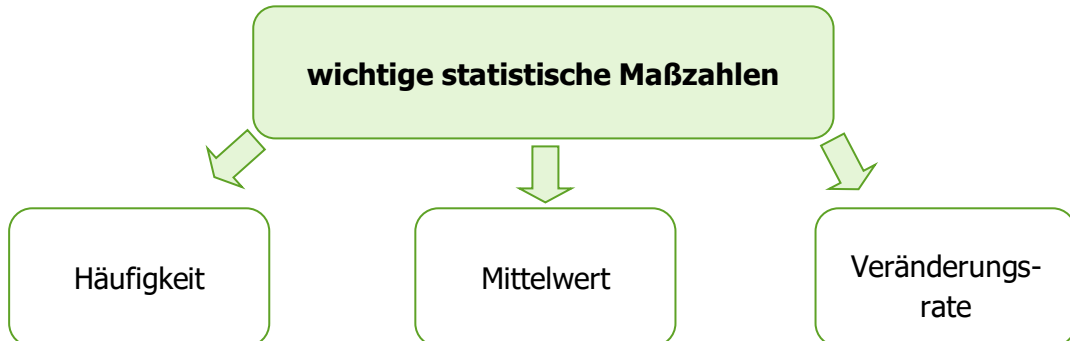 wichtige statistische Maßzahlen
Häufigkeit
Mittelwert
Veränderungs-
rate